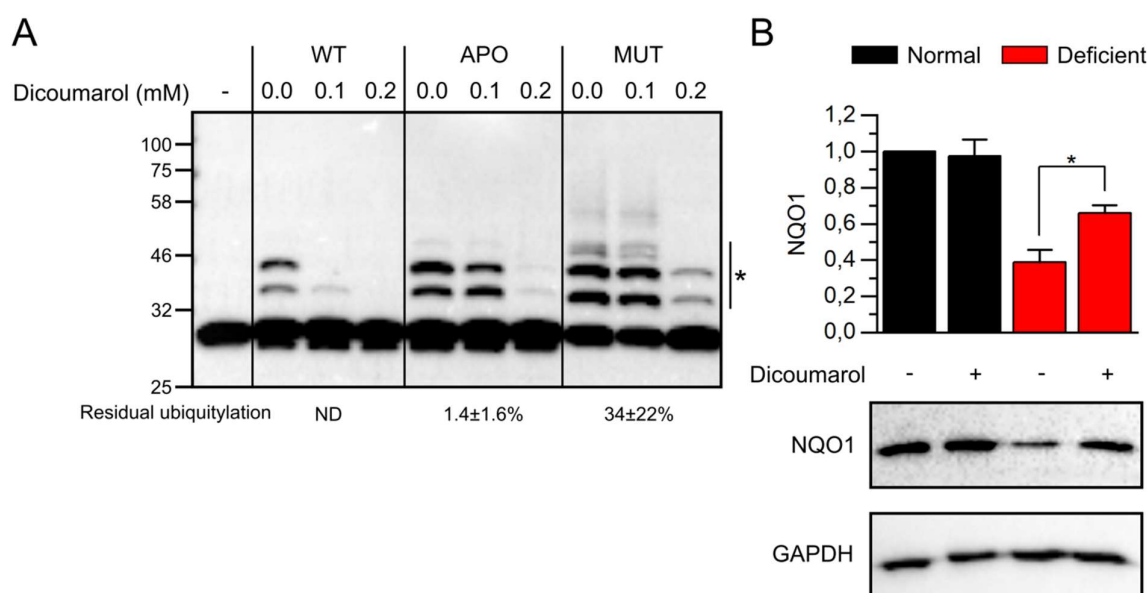 A
WT APO MUT
Dicoumarol (mM) - 0.0 0.1 0.2 0.0 0.1 0.2 0.0 0.1 0.2
100
75
58
46
32
25
*
Residual ubiquitylation ND 1.4±1.6% 34±22%
B
Normal Deficient
NQO1
1,2
1,0
0,8
0,6
0,4
0,2
0,0
*
Dicoumarol - + - +
NQO1
GAPDH